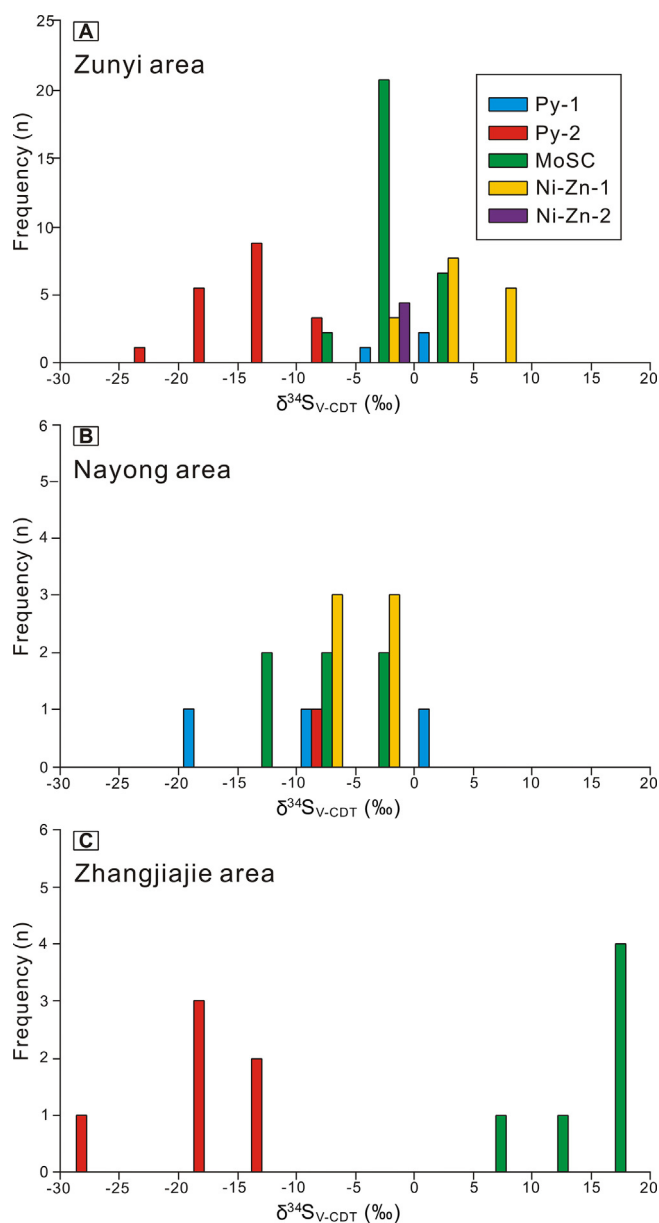 A
Zunyi area
Frequency (n)
25
20
15
10
5
0
Py-1
Py-2
MoSC
Ni-Zn-1
Ni-Zn-2
-30 -25 -20 -15 -10 -5 0 5 10 15 20
δ³⁴S V-CDT (‰)
B
Nayong area
Frequency (n)
6
5
4
3
2
1
0
-30 -25 -20 -15 -10 -5 0 5 10 15 20
δ³⁴S V-CDT (‰)
C
Zhangjiajie area
Frequency (n)
6
5
4
3
2
1
0
-30 -25 -20 -15 -10 -5 0 5 10 15 20
δ³⁴S V-CDT (‰)